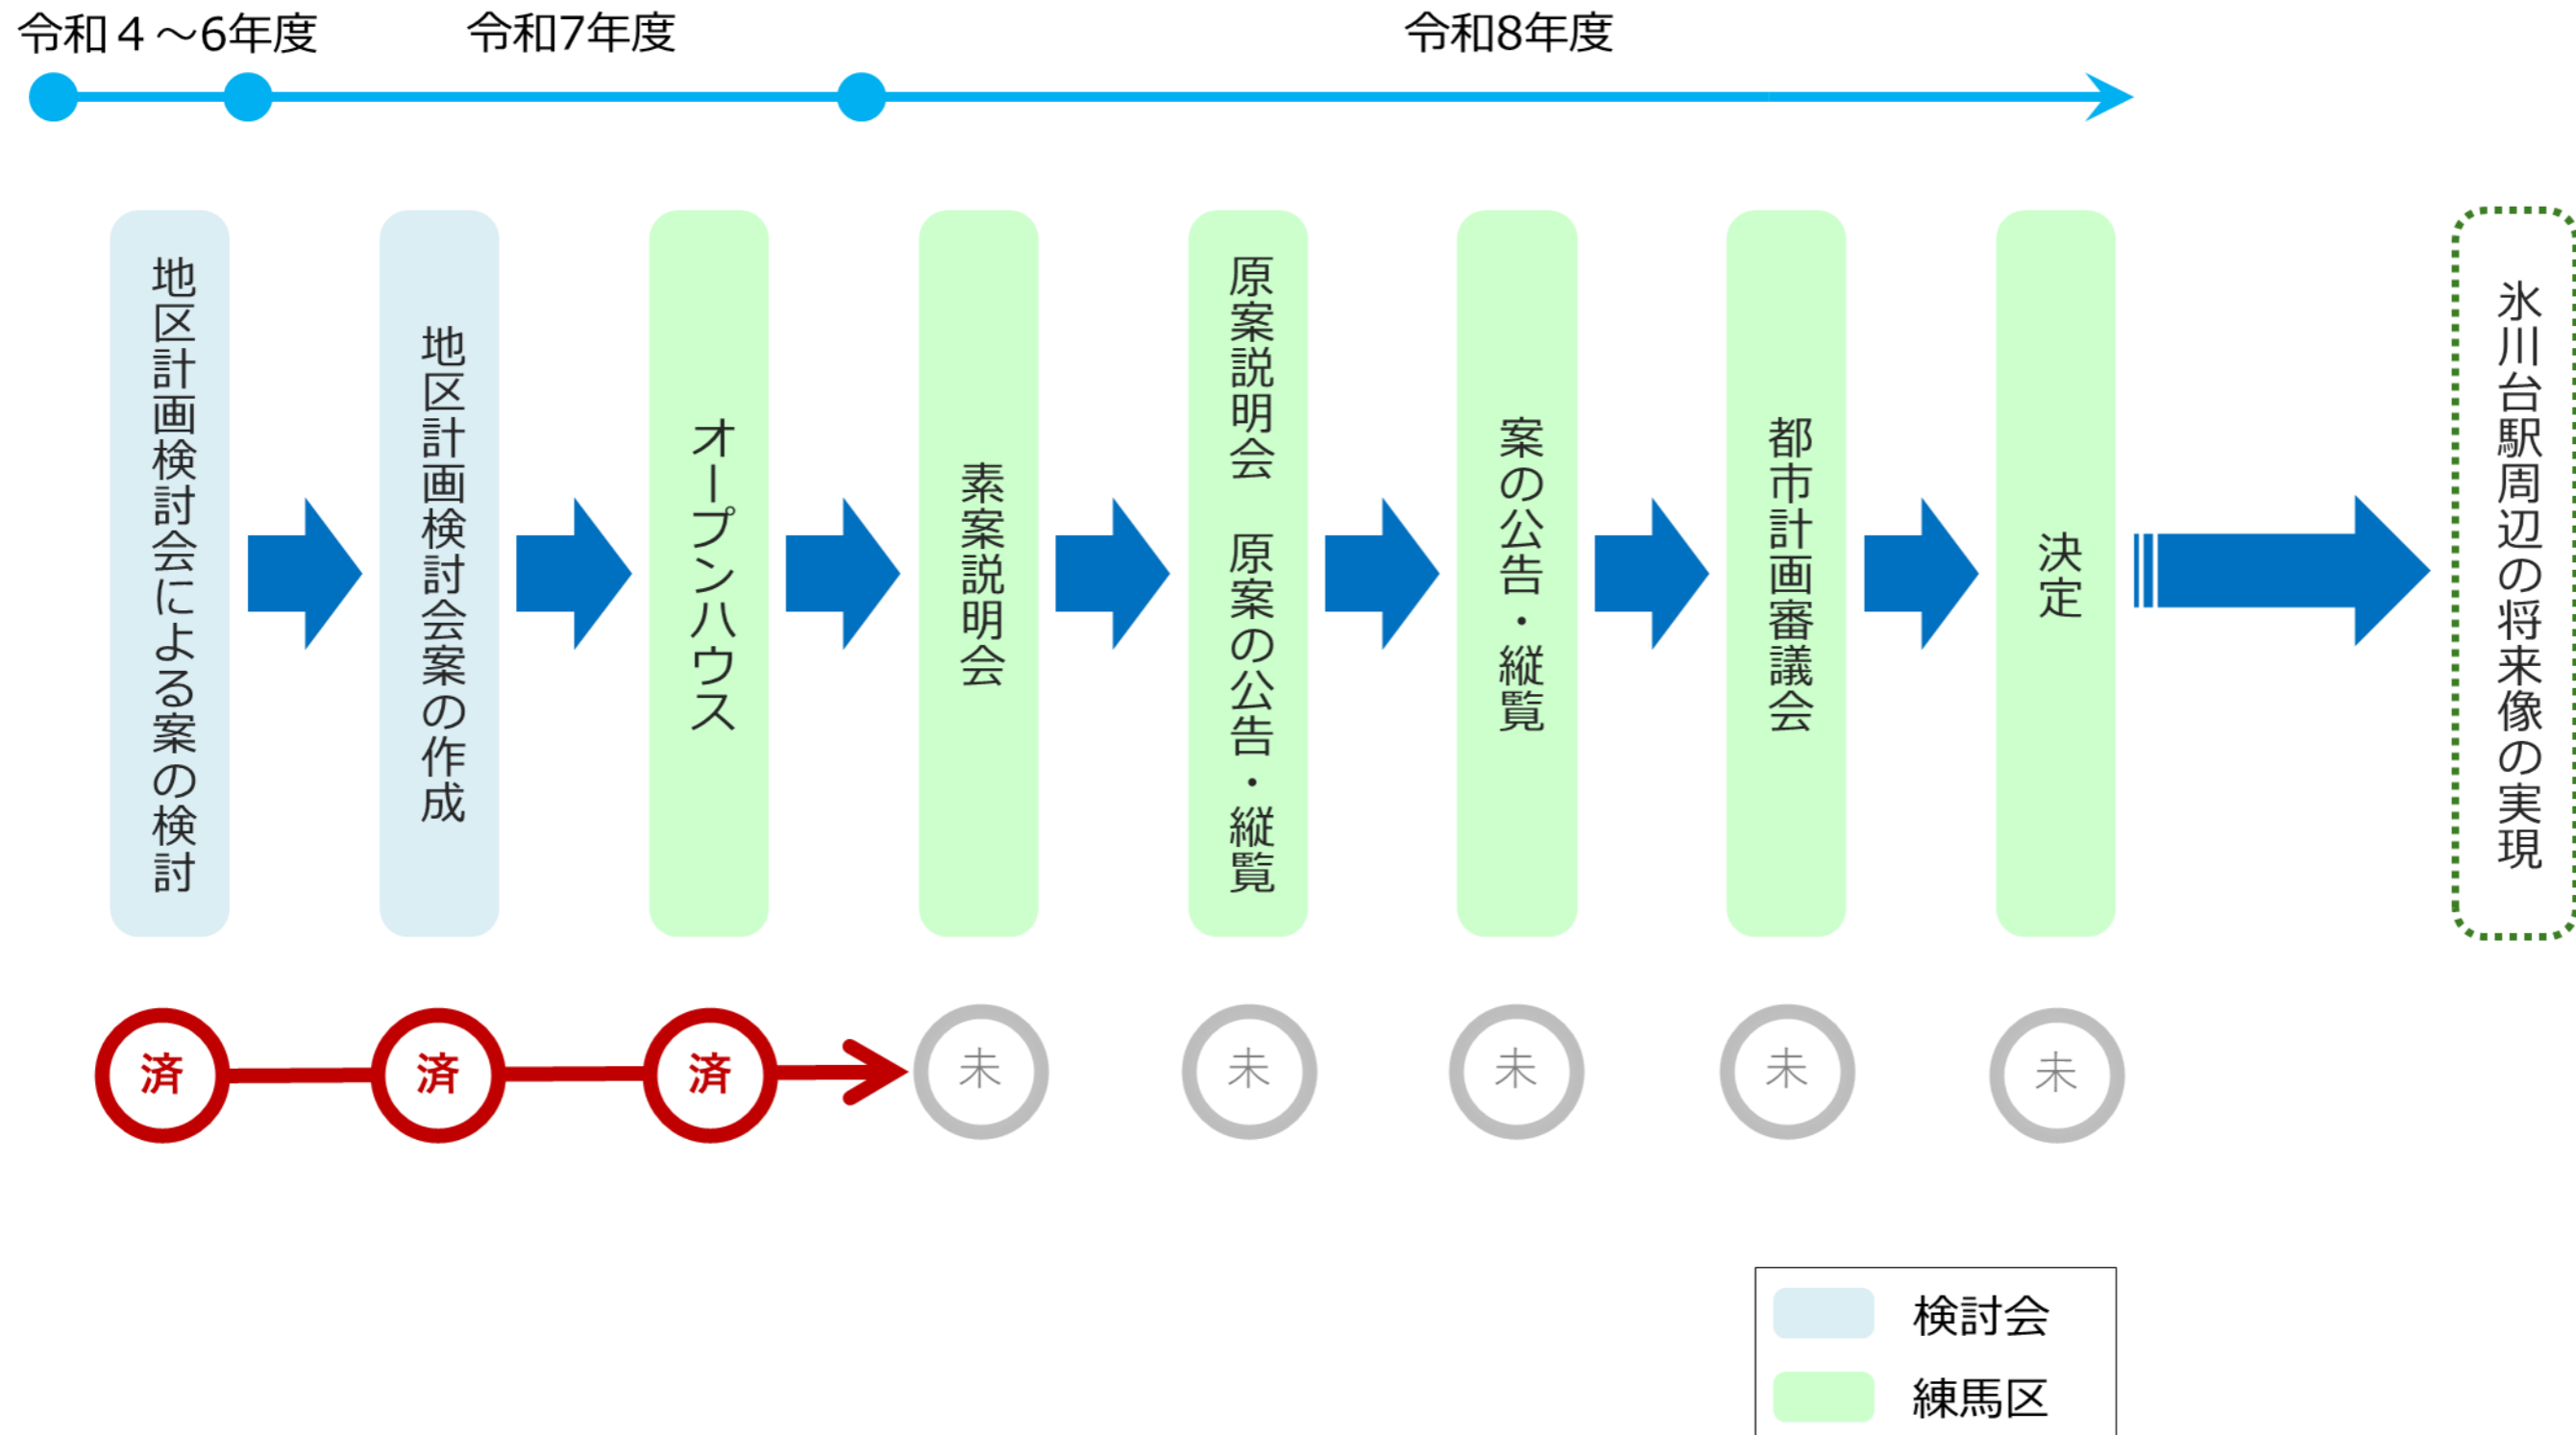 令和４～6年度
令和7年度
令和8年度
地区計画検討会による案の検討
地区計画検討会案の作成
オープンハウス
素案説明会
原案説明会　原案の公告・縦覧
案の公告・縦覧
都市計画審議会
決定
氷川台駅周辺の将来像の実現
済
済
済
未
未
未
未
未
検討会
練馬区